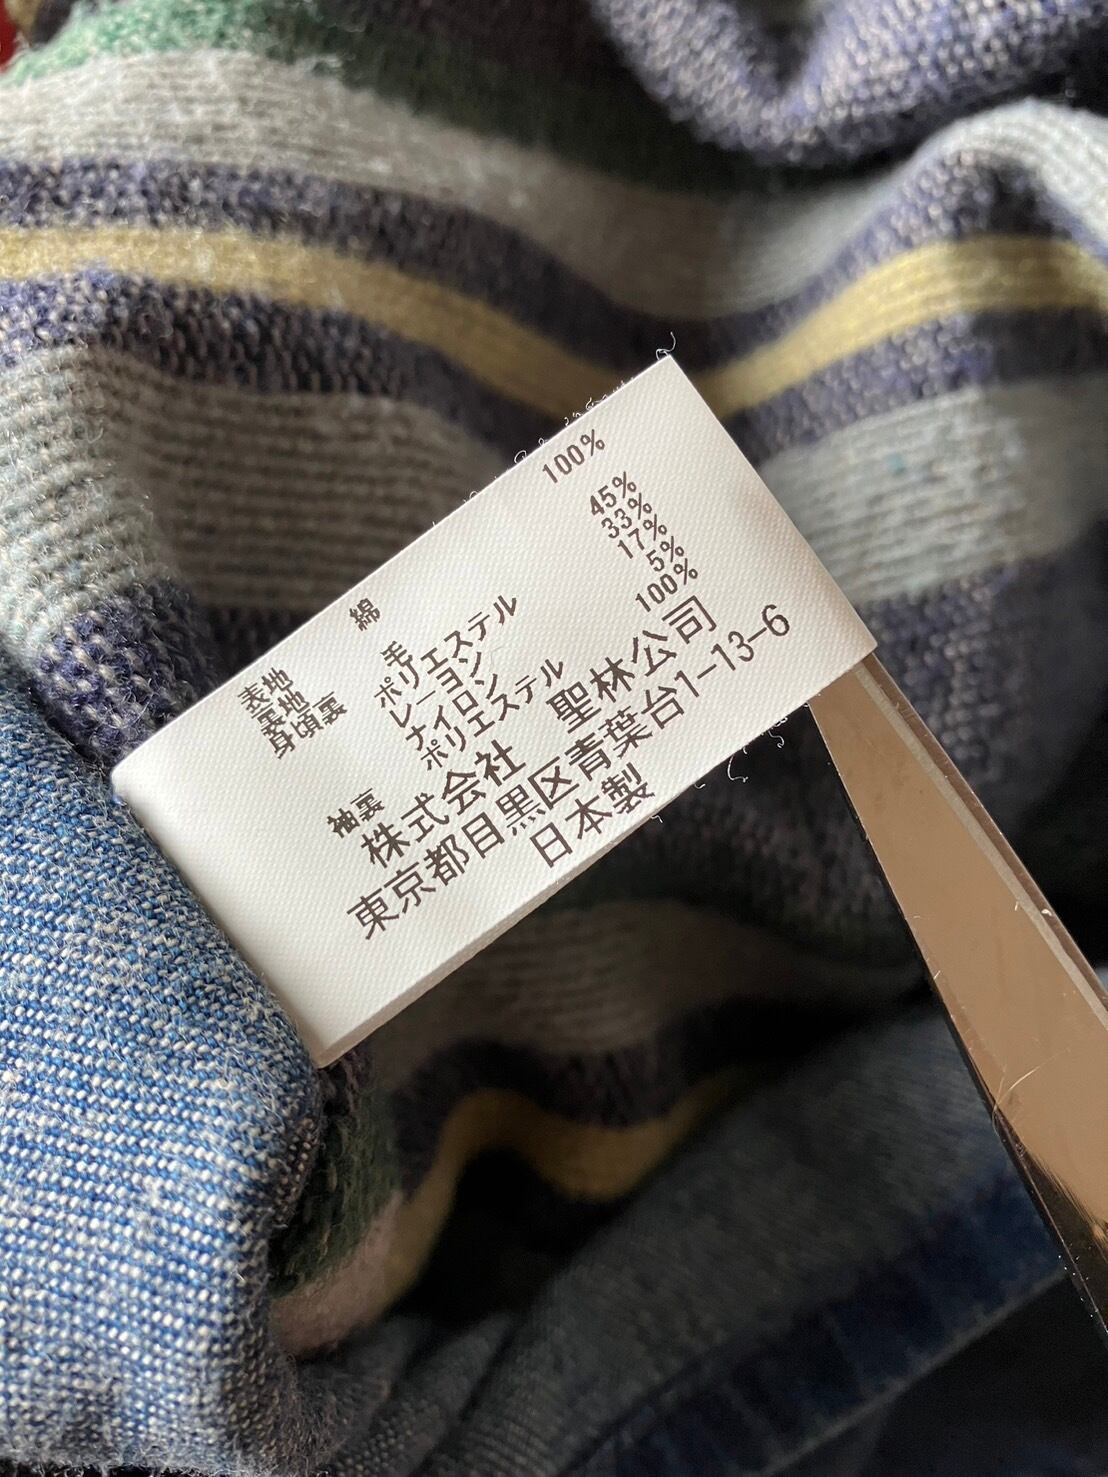 表地 綿 100%
裏地
身頃裏 毛 45%
ポリエステル 33%
レーヨン 17%
ナイロン 5%
袖裏 ポリエステル 100%
株式会社 聖林公司
東京都目黒区青葉台1-13-6
日本製